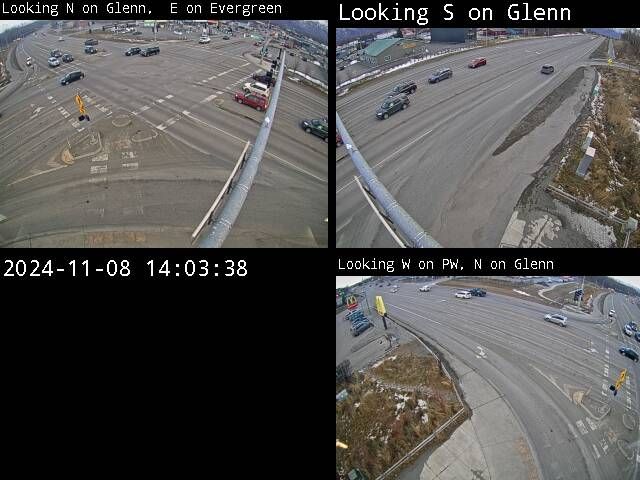 Looking N on Glenn,  E on Evergreen
Looking S on Glenn
2024-11-08 14:03:38
Looking W on PW, N on Glenn